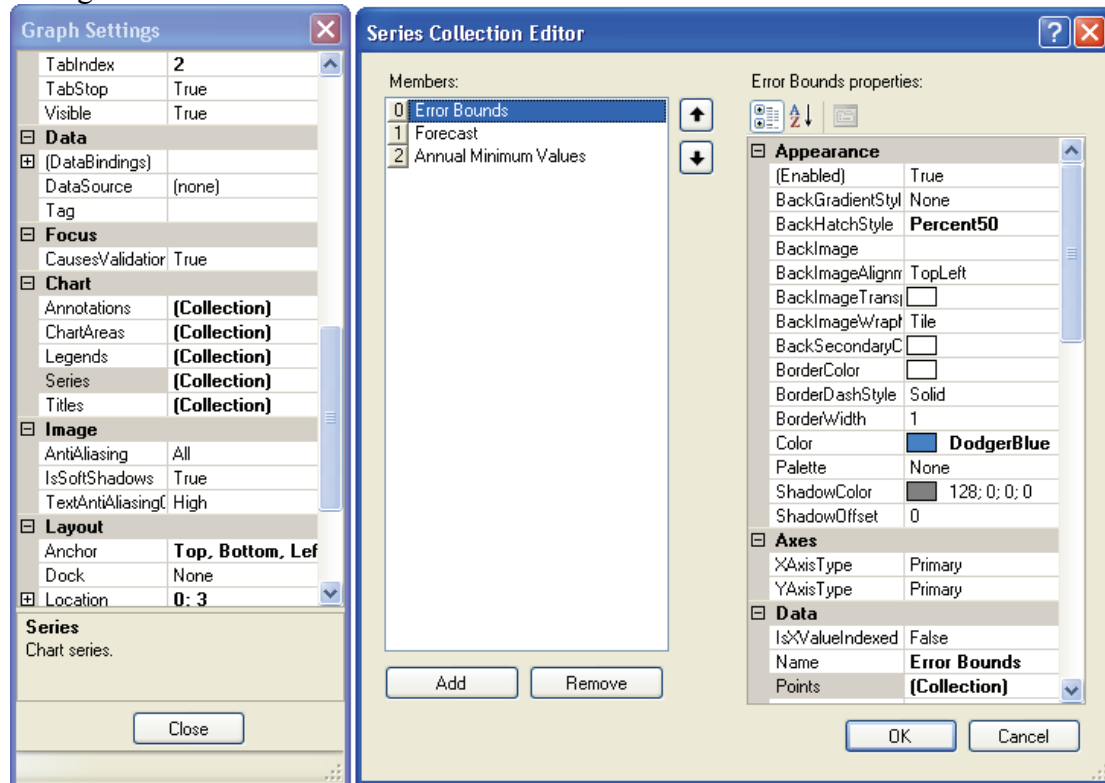 Graph Settings
TabIndex 2
TabStop True
Visible True
Data
(DataBindings)
DataSource (none)
Tag
Focus
CausesValidation True
Chart
Annotations (Collection)
ChartAreas (Collection)
Legends (Collection)
Series (Collection)
Titles (Collection)
Image
AntiAliasing All
IsSoftShadows True
TextAntiAliasingQ High
Layout
Anchor Top, Bottom, Lef
Dock None
Location 0; 3
Series
Chart series.
Close
Series Collection Editor
Members:
0 Error Bounds
1 Forecast
2 Annual Minimum Values
Add Remove
Error Bounds properties:
Appearance
(Enabled) True
BackGradientStyl None
BackHatchStyle Percent50
BackImage
BackImageAlignm TopLeft
BackImageTransp
BackImageWrapM Tile
BackSecondaryC
BorderColor
BorderDashStyle Solid
BorderWidth 1
Color DodgerBlue
Palette None
ShadowColor 128; 0; 0; 0
ShadowOffset 0
Axes
XAxisType Primary
YAxisType Primary
Data
IsXValueIndexed False
Name Error Bounds
Points (Collection)
OK Cancel